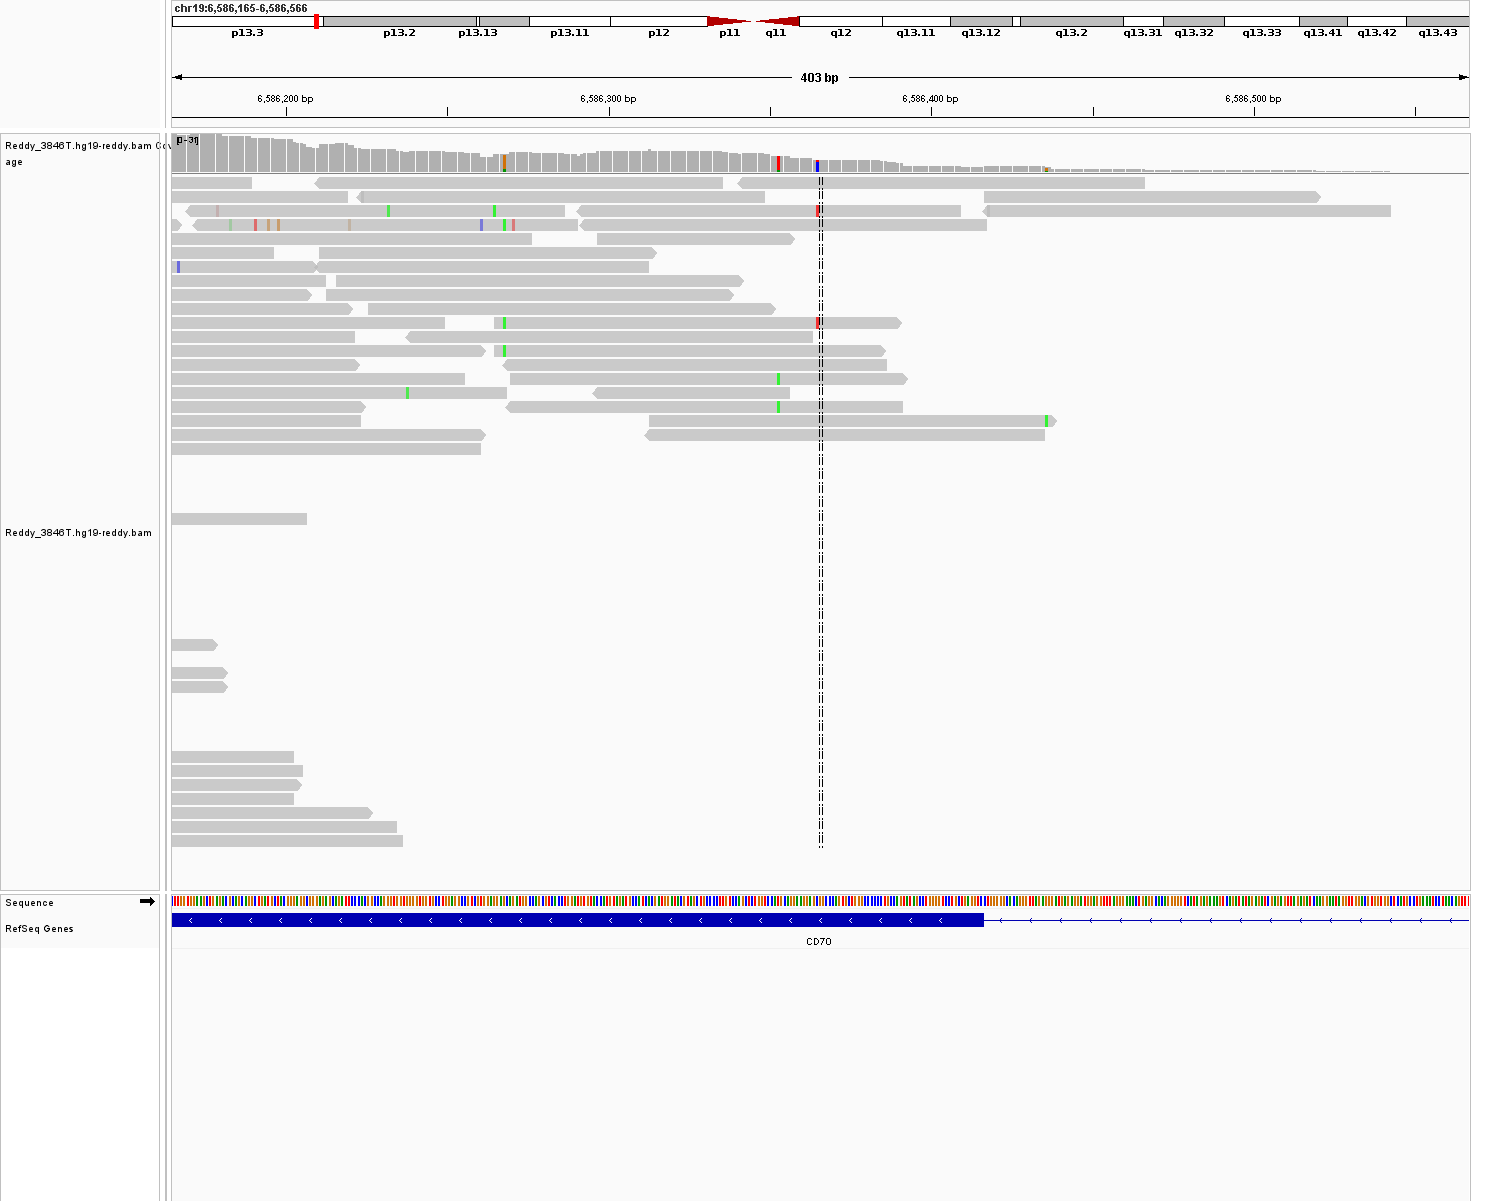 chr19:6,586,165-6,586,566
p13.3 p13.2 p13.13 p13.11 p12 p11 q11 q12 q13.11 q13.12 q13.2 q13.31 q13.32 q13.33 q13.41 q13.42 q13.43
403 bp
6,586,200 bp 6,586,300 bp 6,586,400 bp 6,586,500 bp
[0 - 31]
Reddy_3846T.hg19-reddy.bam Cov
age
Reddy_3846T.hg19-reddy.bam
Sequence
RefSeq Genes
CD70